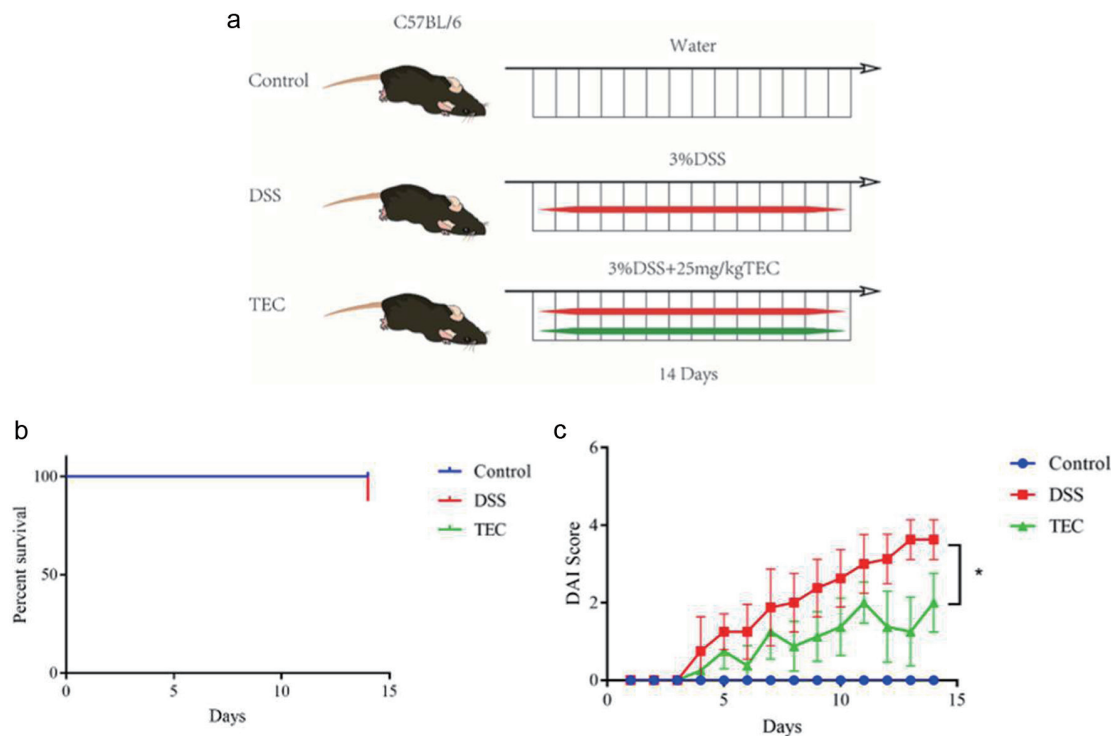 a
C57BL/6
Water
Control
3%DSS
DSS
3%DSS+25mg/kgTEC
TEC
14 Days
b
Percent survival
100
50
0
0 5 10 15
Days
Control
DSS
TEC
c
DAI Score
6
4
2
0
0 5 10 15
Days
Control
DSS
TEC
*